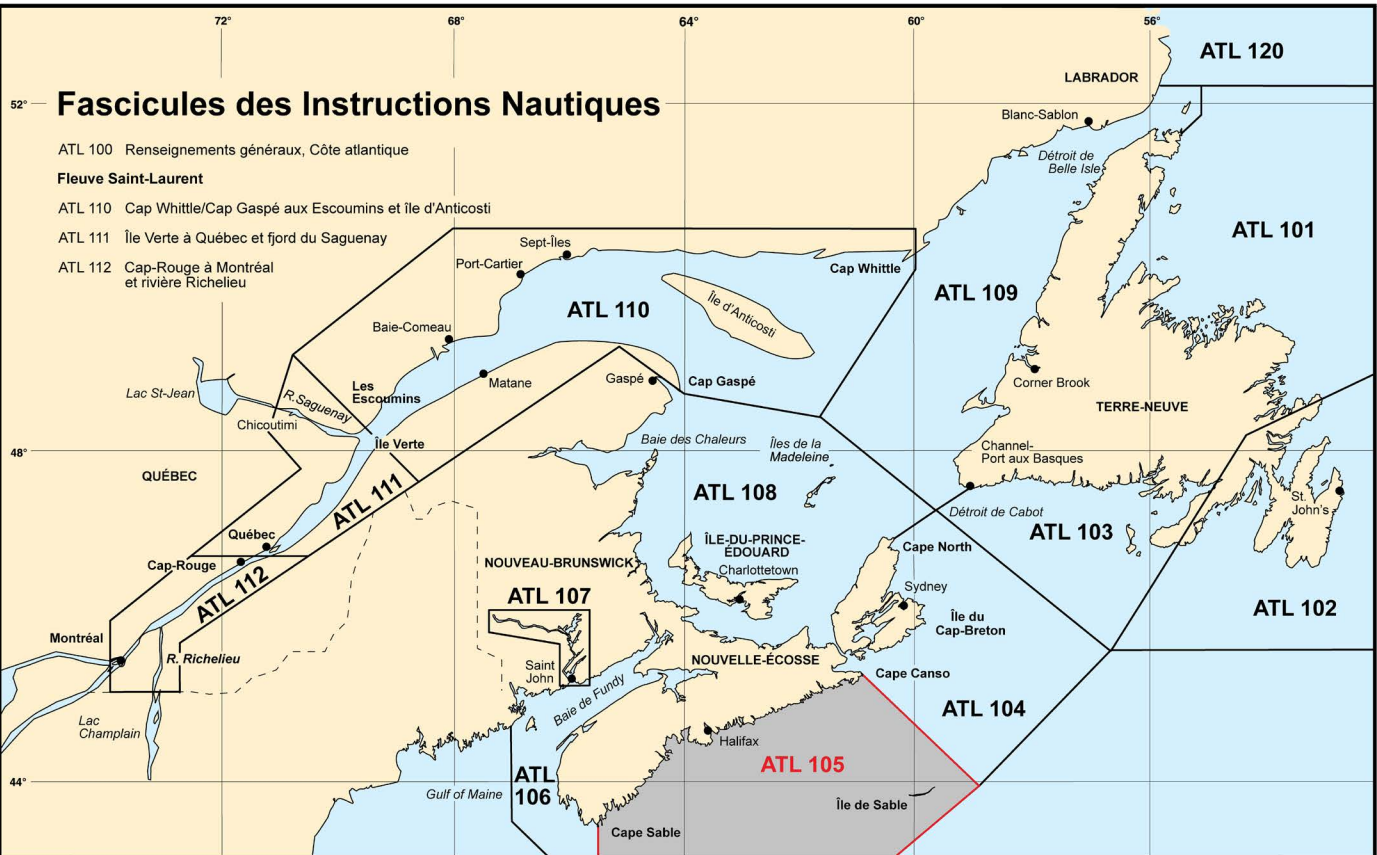 72° 68° 64° 60° 56°
ATL 120
LABRADOR
52°
Fascicules des Instructions Nautiques
Blanc-Sablon
ATL 100 Renseignements généraux, Côte atlantique
Détroit de
Belle Isle
Fleuve Saint-Laurent
ATL 110 Cap Whittle/Cap Gaspé aux Escoumins et île d'Anticosti
ATL 101
ATL 111 Île Verte à Québec et fjord du Saguenay
Sept-Îles
Port-Cartier
Cap Whittle
ATL 112 Cap-Rouge à Montréal
et rivière Richelieu
ATL 109
ATL 110
Île d'Anticosti
Baie-Comeau
Corner Brook
Matane
Gaspé
Cap Gaspé
Les
Escoumins
Lac St-Jean
R.Saguenay
Chicoutimi
TERRE-NEUVE
Île Verte
Baie des Chaleurs
Îles de la
Madeleine
Channel-
Port aux Basques
48°
QUÉBEC
ATL 111
ATL 108
St.
John's
Détroit de Cabot
Québec
ATL 103
ÎLE-DU-PRINCE-
ÉDOUARD
Cape North
Cap-Rouge
NOUVEAU-BRUNSWICK
Charlottetown
ATL 112
Sydney
ATL 107
ATL 102
Île du
Cap-Breton
Montréal
R. Richelieu
NOUVELLE-ÉCOSSE
Saint
John
Cape Canso
Baie de Fundy
ATL 104
Lac
Champlain
Halifax
ATL 105
44°
ATL
106
Gulf of Maine
Île de Sable
Cape Sable